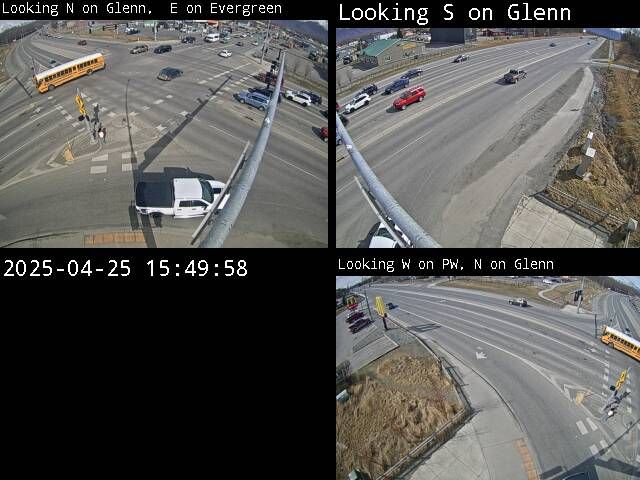 Looking N on Glenn,  E on Evergreen
Looking S on Glenn
2025-04-25 15:49:58
Looking W on PW, N on Glenn